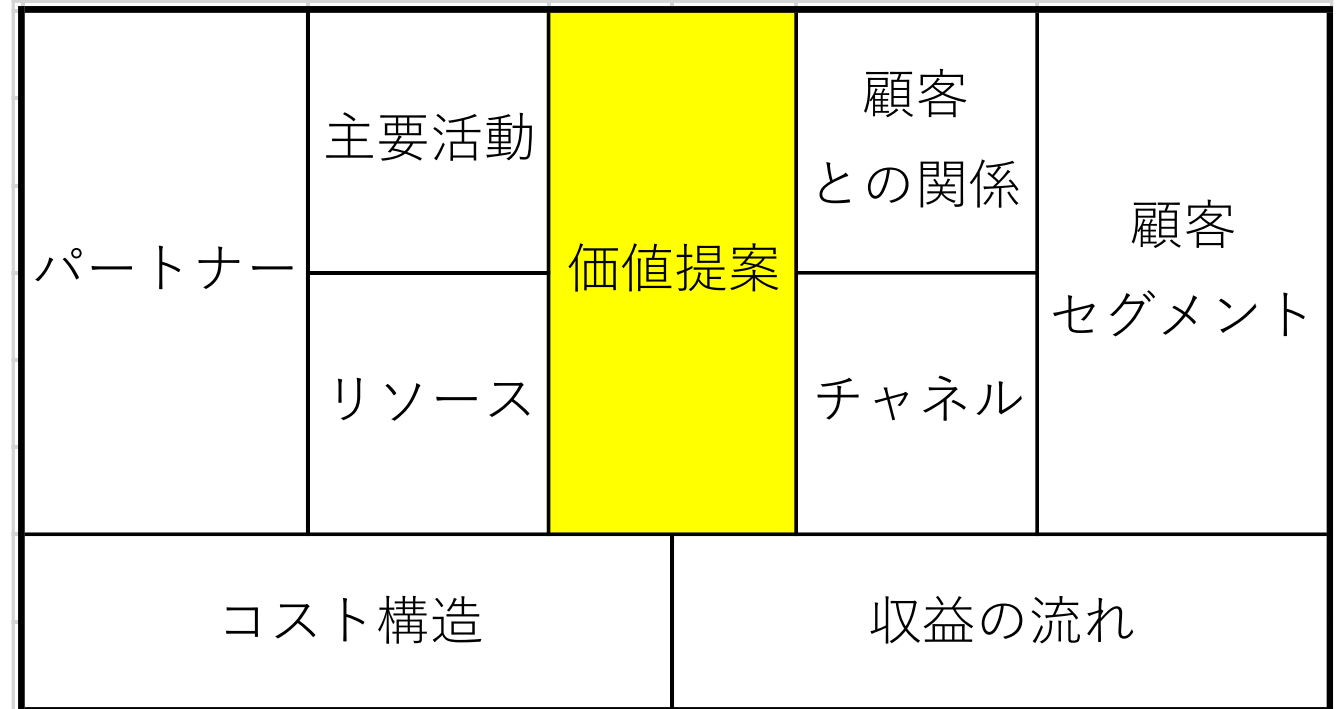 パートナー
主要活動
リソース
価値提案
顧客
との関係
チャネル
顧客
セグメント
コスト構造
収益の流れ